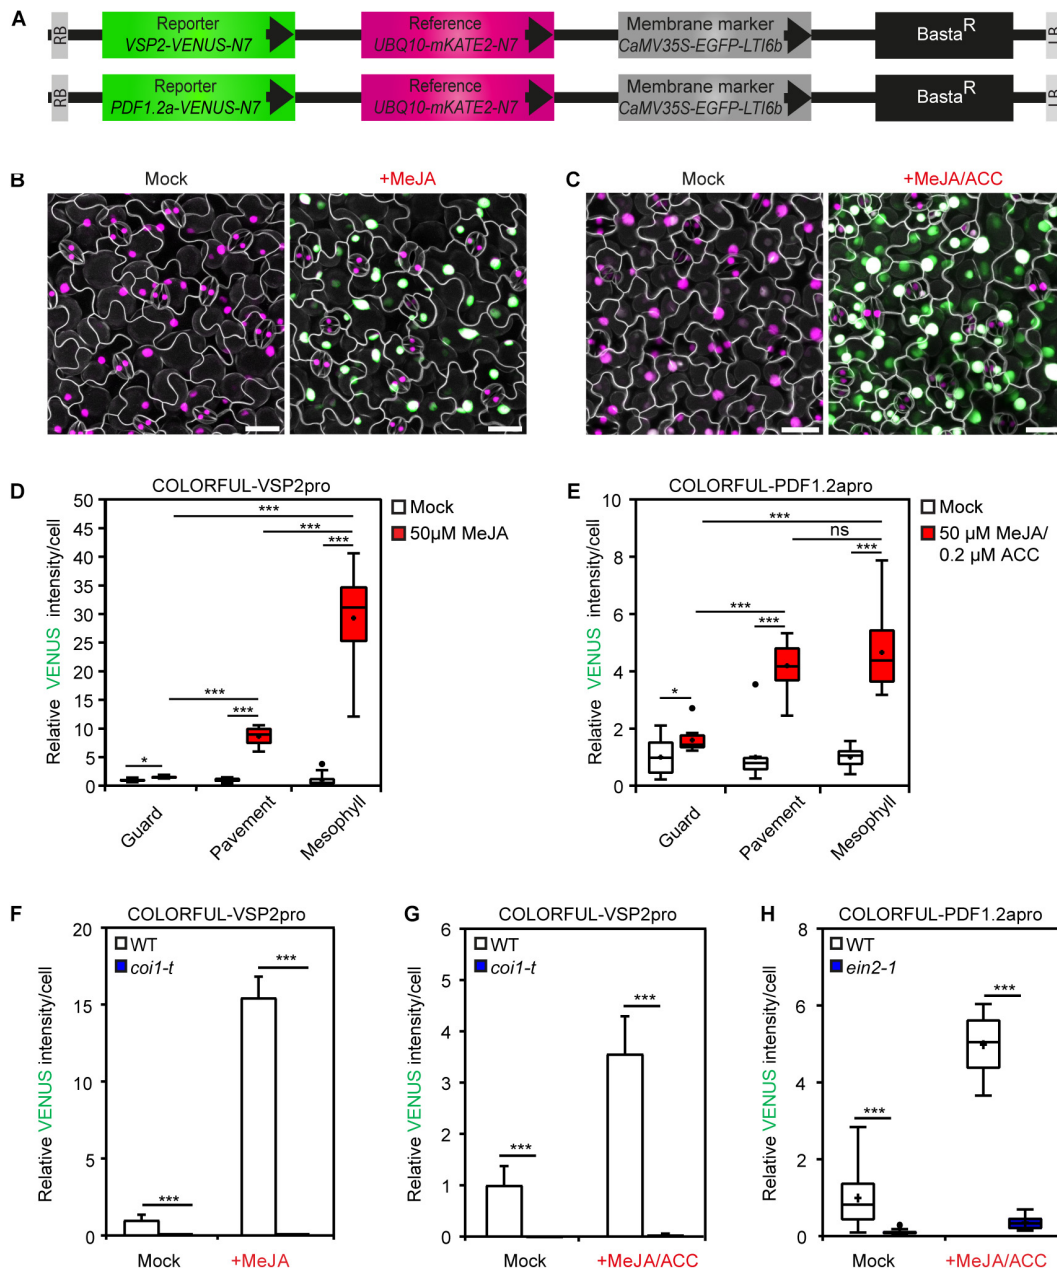 A
RB
Reporter
VSP2-VENUS-N7
Reference
UBQ10-mKATE2-N7
Membrane marker
CaMV35S-EGFP-LTI6b
BastaR
LB
RB
Reporter
PDF1.2a-VENUS-N7
Reference
UBQ10-mKATE2-N7
Membrane marker
CaMV35S-EGFP-LTI6b
BastaR
LB
B
Mock
+MeJA
C
Mock
+MeJA/ACC
D
COLORFUL-VSP2pro
Relative VENUS intensity/cell
50
45
40
35
30
25
20
15
10
5
0
***
***
***
***
***
*
Mock
50µM MeJA
Guard
Pavement
Mesophyll
E
COLORFUL-PDF1.2apro
Relative VENUS intensity/cell
10
8
6
4
2
0
***
ns
***
***
***
*
Mock
50 µM MeJA/
0.2 µM ACC
Guard
Pavement
Mesophyll
F
COLORFUL-VSP2pro
Relative VENUS intensity/cell
20
15
10
5
0
WT
coi1-t
***
***
Mock
+MeJA
G
COLORFUL-VSP2pro
Relative VENUS intensity/cell
6
5
4
3
2
1
0
WT
coi1-t
***
***
Mock
+MeJA/ACC
H
COLORFUL-PDF1.2apro
Relative VENUS intensity/cell
8
6
4
2
0
WT
ein2-1
***
***
Mock
+MeJA/ACC